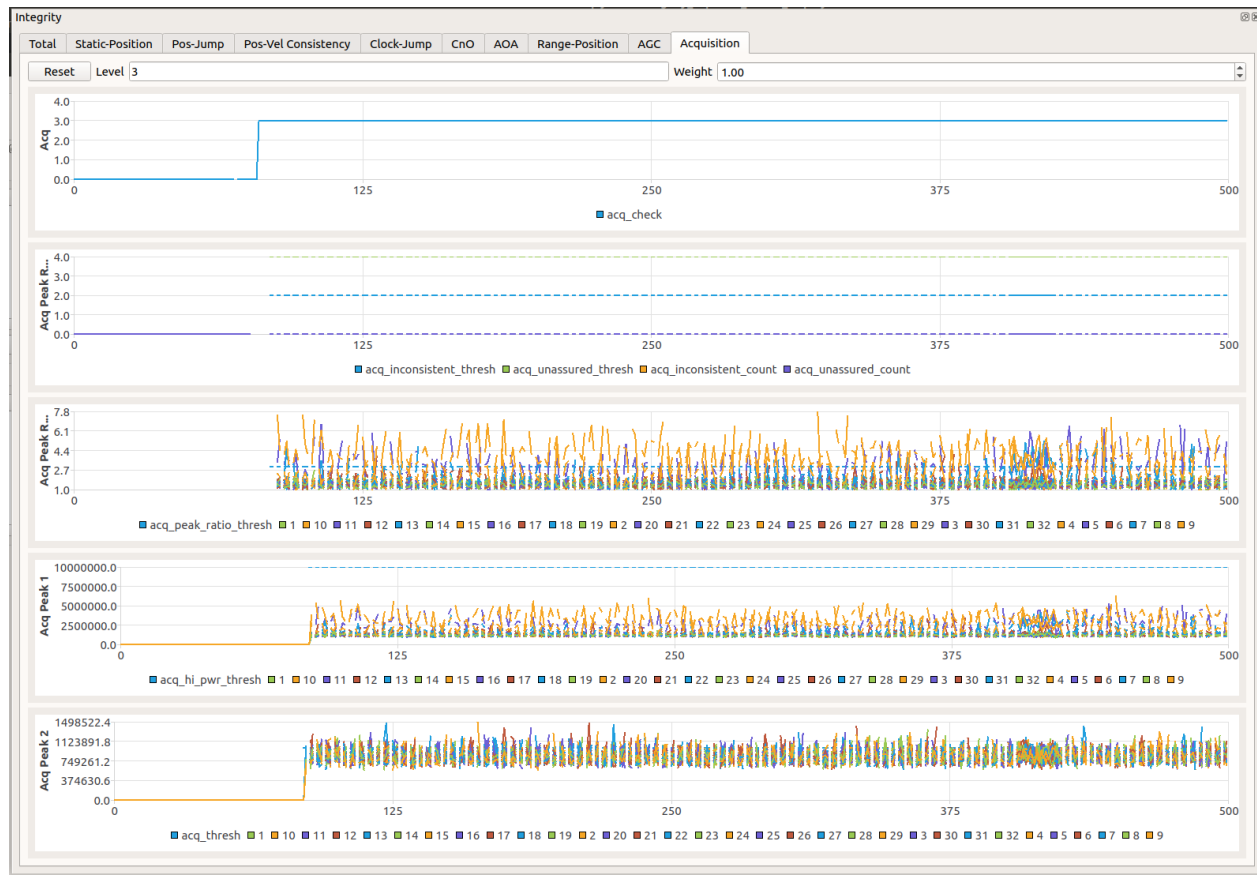 Integrity
Total Static-Position Pos-Jump Pos-Vel Consistency Clock-Jump CnO AOA Range-Position AGC Acquisition
Reset Level 3 Weight 1.00
Acq
4.0
3.0
2.0
1.0
0.0
0 125 250 375 500
acq_check
Acq Peak R...
4.0
3.0
2.0
1.0
0.0
0 125 250 375 500
acq_inconsistent_thresh acq_unassured_thresh acq_inconsistent_count acq_unassured_count
Acq Peak R...
7.8
6.1
4.4
2.7
1.0
0 125 250 375 500
acq_peak_ratio_thresh 1 10 11 12 13 14 15 16 17 18 19 2 20 21 22 23 24 25 26 27 28 29 3 30 31 32 4 5 6 7 8 9
Acq Peak 1
10000000.0
7500000.0
5000000.0
2500000.0
0.0
0 125 250 375 500
acq_hi_pwr_thresh 1 10 11 12 13 14 15 16 17 18 19 2 20 21 22 23 24 25 26 27 28 29 3 30 31 32 4 5 6 7 8 9
Acq Peak 2
1498522.4
1123891.8
749261.2
374630.6
0.0
0 125 250 375 500
acq_thresh 1 10 11 12 13 14 15 16 17 18 19 2 20 21 22 23 24 25 26 27 28 29 3 30 31 32 4 5 6 7 8 9